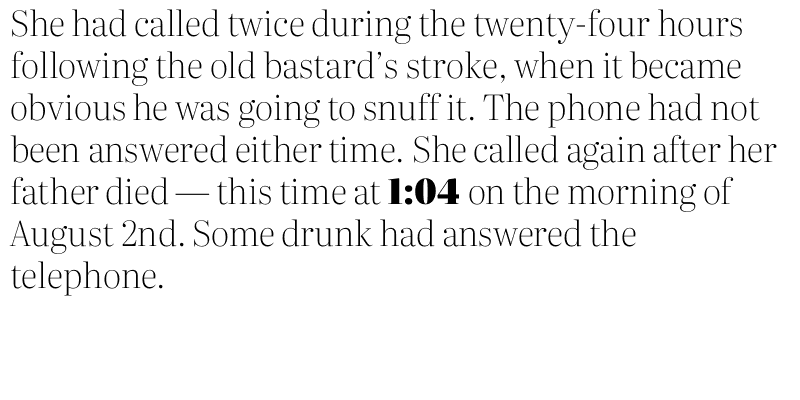 She had called twice during the twenty-four hours
following the old bastard’s stroke, when it became
obvious he was going to snuff it. The phone had not
been answered either time. She called again after her
father died — this time at 1:04 on the morning of
August 2nd. Some drunk had answered the
telephone.